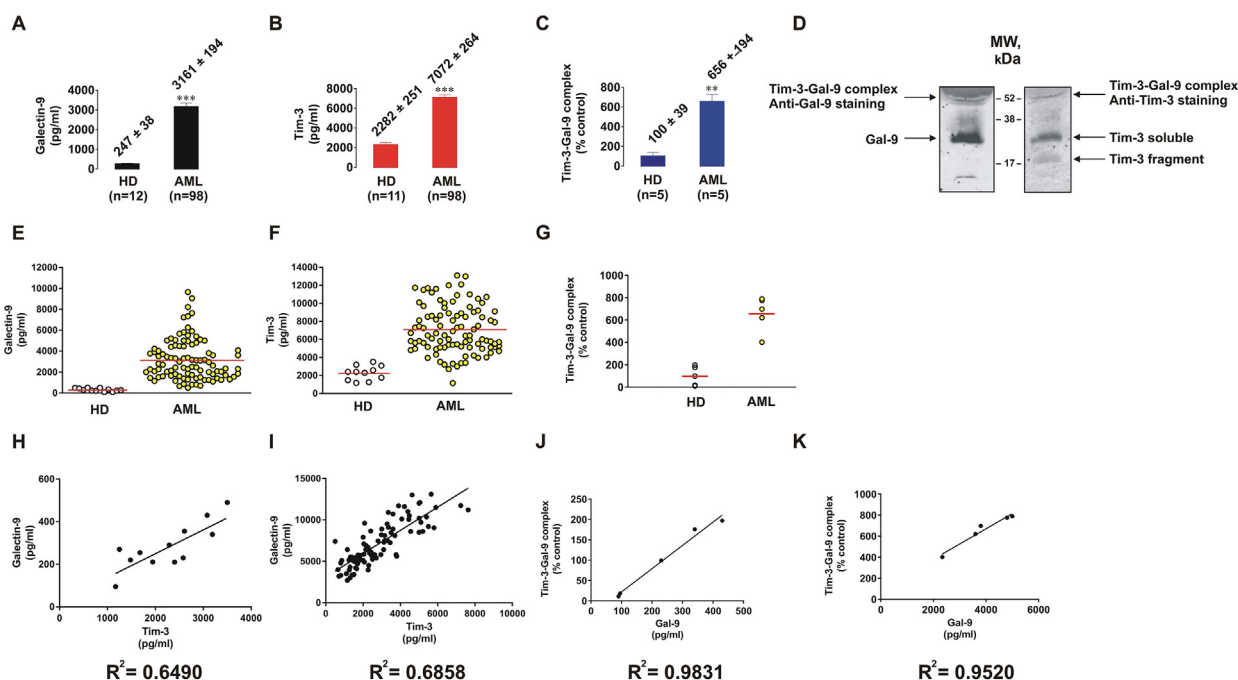 A
Galectin-9
(pg/ml)
5000
4000
3000
2000
1000
0
247 ± 38
3161 ± 194
***
HD
(n=12)
AML
(n=98)
B
Tim-3
(pg/ml)
8000
6000
4000
2000
0
2282 ± 251
7072 ± 264
***
HD
(n=11)
AML
(n=98)
C
Tim-3-Gal-9 complex
(% control)
800
600
400
200
0
100 ± 39
656 +-194
**
HD
(n=5)
AML
(n=5)
D
MW,
kDa
Tim-3-Gal-9 complex
Anti-Gal-9 staining
Gal-9
– 52 –
– 38 –
– 17 –
Tim-3-Gal-9 complex
Anti-Tim-3 staining
Tim-3 soluble
Tim-3 fragment
E
Galectin-9
(pg/ml)
12000
10000
8000
6000
4000
2000
0
HD
AML
F
Tim-3
(pg/ml)
14000
12000
10000
8000
6000
4000
2000
0
HD
AML
G
Tim-3-Gal-9 complex
(% control)
1000
800
600
400
200
0
HD
AML
H
Galectin-9
(pg/ml)
600
400
200
0
0 1000 2000 3000 4000
Tim-3
(pg/ml)
R²= 0.6490
I
Galectin-9
(pg/ml)
15000
10000
5000
0
0 2000 4000 6000 8000 10000
Tim-3
(pg/ml)
R²= 0.6858
J
Tim-3-Gal-9 complex
(% control)
250
200
150
100
50
0
0 100 200 300 400 500
Gal-9
(pg/ml)
R²= 0.9831
K
Tim-3-Gal-9 complex
(% control)
1000
800
600
400
200
0
0 2000 4000 6000
Gal-9
(pg/ml)
R²= 0.9520